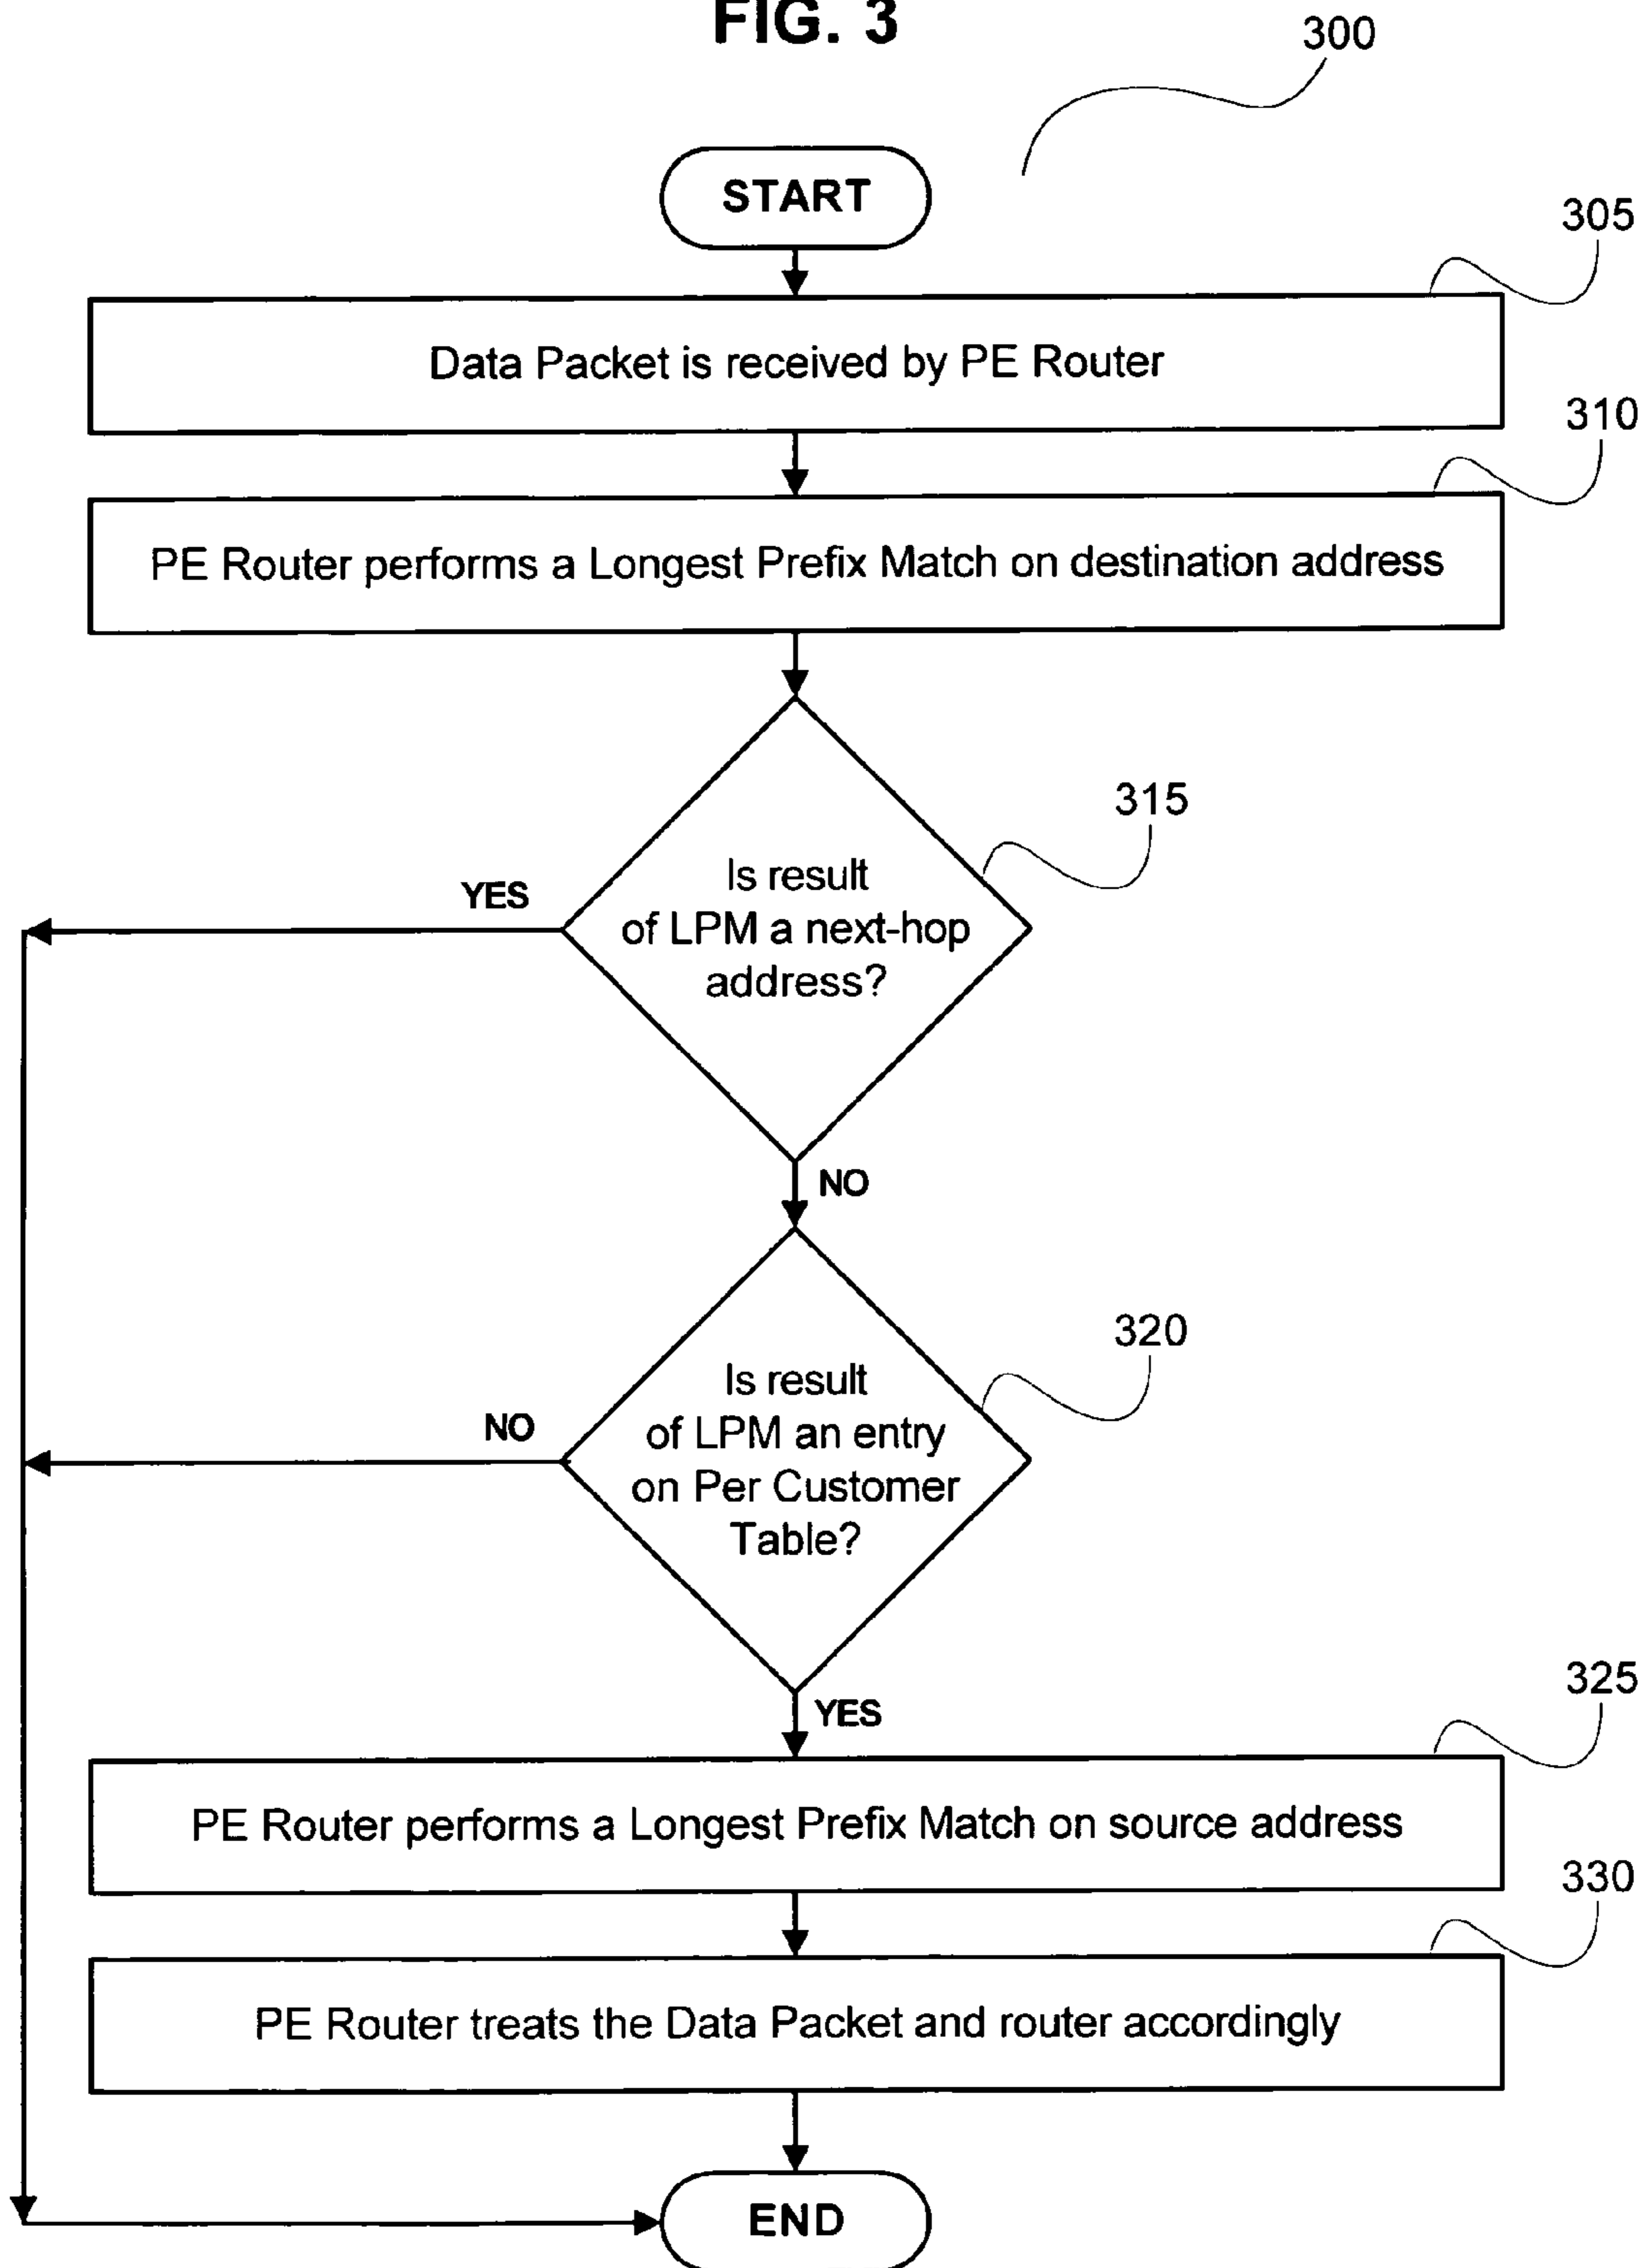 FIG. 3
300
START
305
Data Packet is received by PE Router
310
PE Router performs a Longest Prefix Match on destination address
315
Is result
of LPM a next-hop
address?
YES
NO
320
Is result
of LPM an entry
on Per Customer
Table?
NO
YES
325
PE Router performs a Longest Prefix Match on source address
330
PE Router treats the Data Packet and router accordingly
END